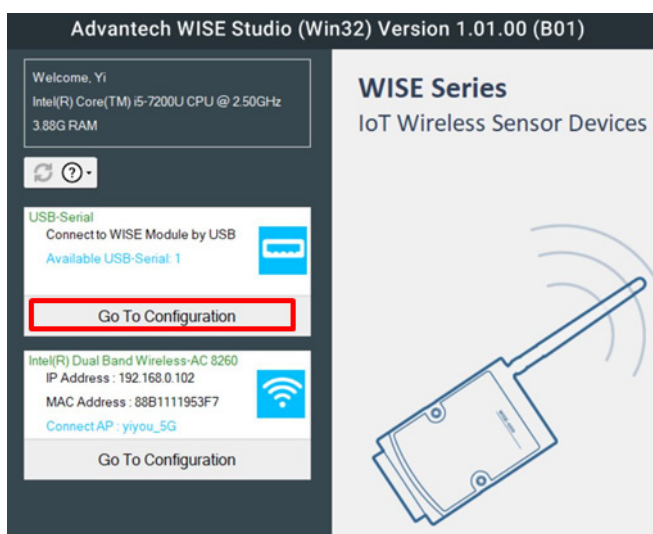 Advantech WISE Studio (Win32) Version 1.01.00 (B01)
Welcome, Yi
Intel(R) Core(TM) i5-7200U CPU @ 2.50GHz
3.88G RAM
USB-Serial
Connect to WISE Module by USB
Available USB-Serial: 1
Go To Configuration
Intel(R) Dual Band Wireless-AC 8260
IP Address : 192.168.0.102
MAC Address : 88B1111953F7
Connect AP : yiyou_5G
Go To Configuration
WISE Series
IoT Wireless Sensor Devices